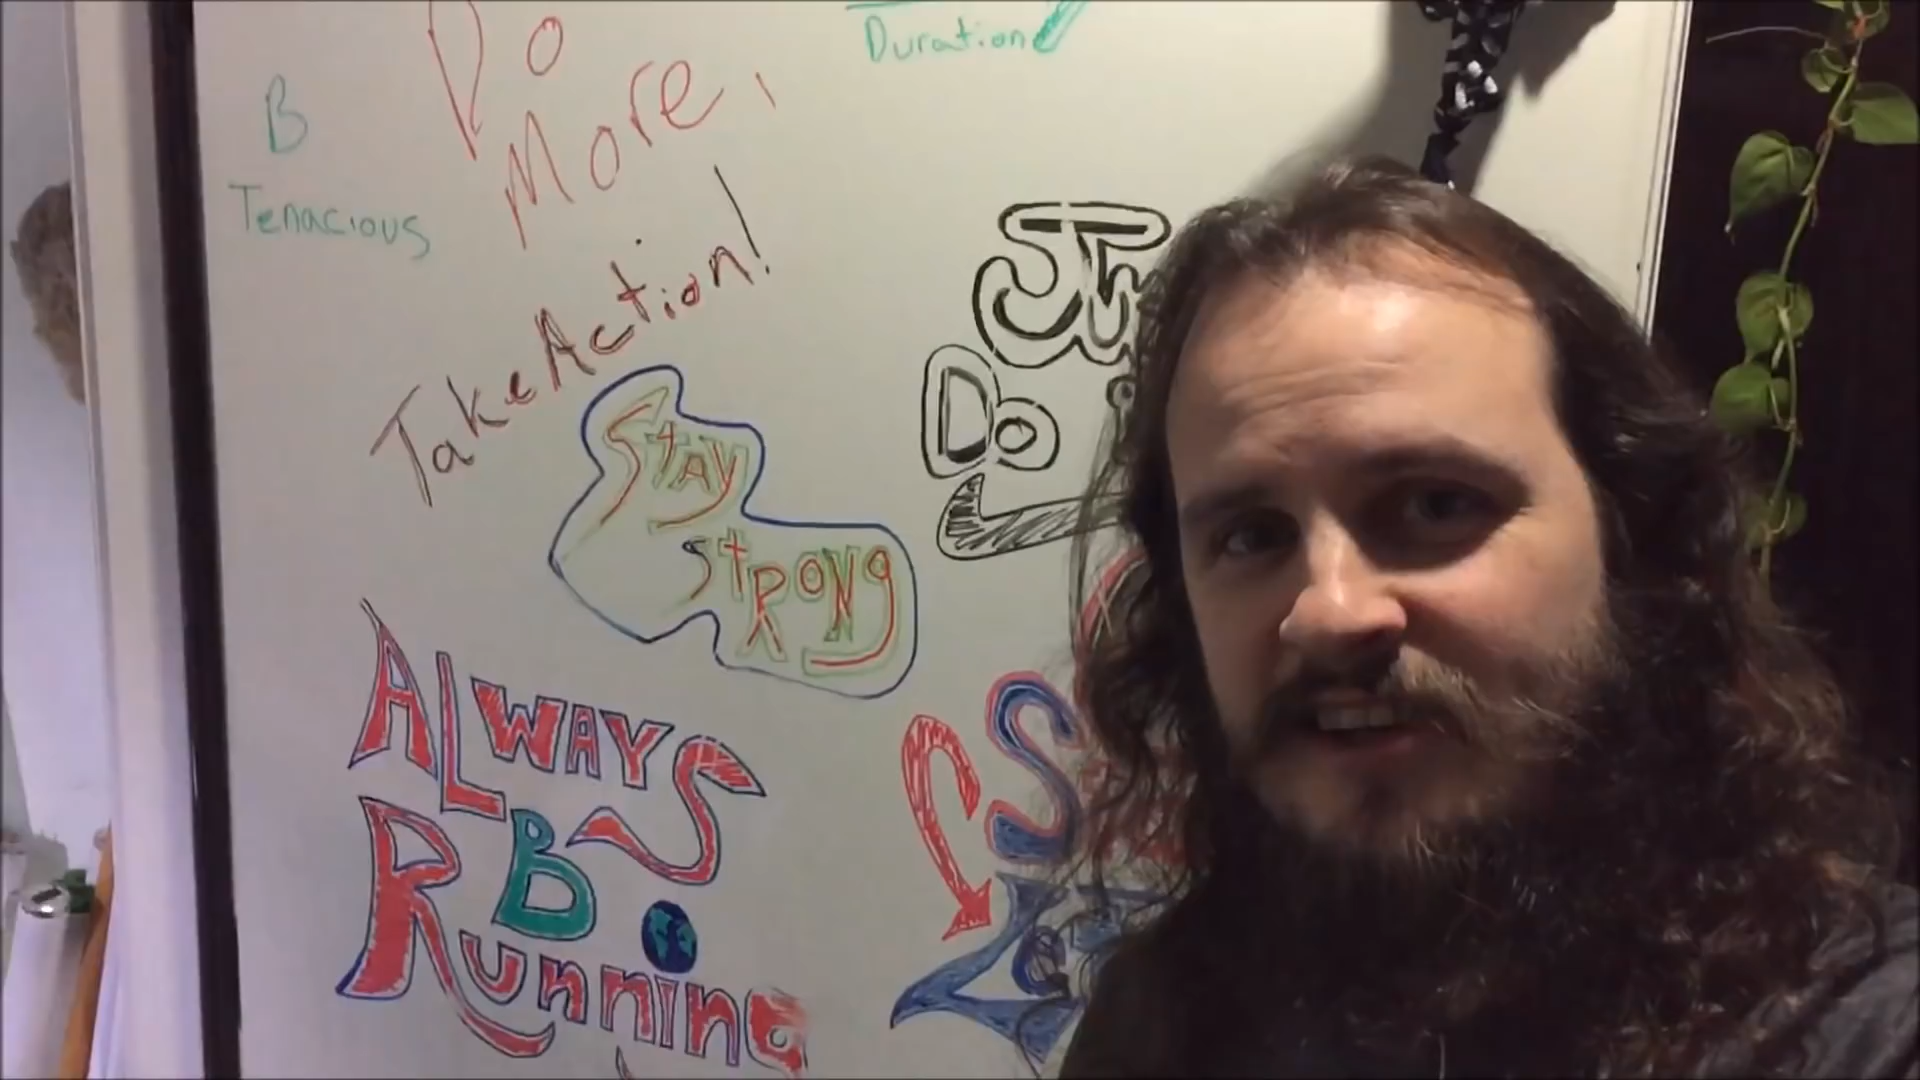 Duration
Do
More,
B
Tenacious
Take Action!
Stay
Strong
Do
Always
B
Running